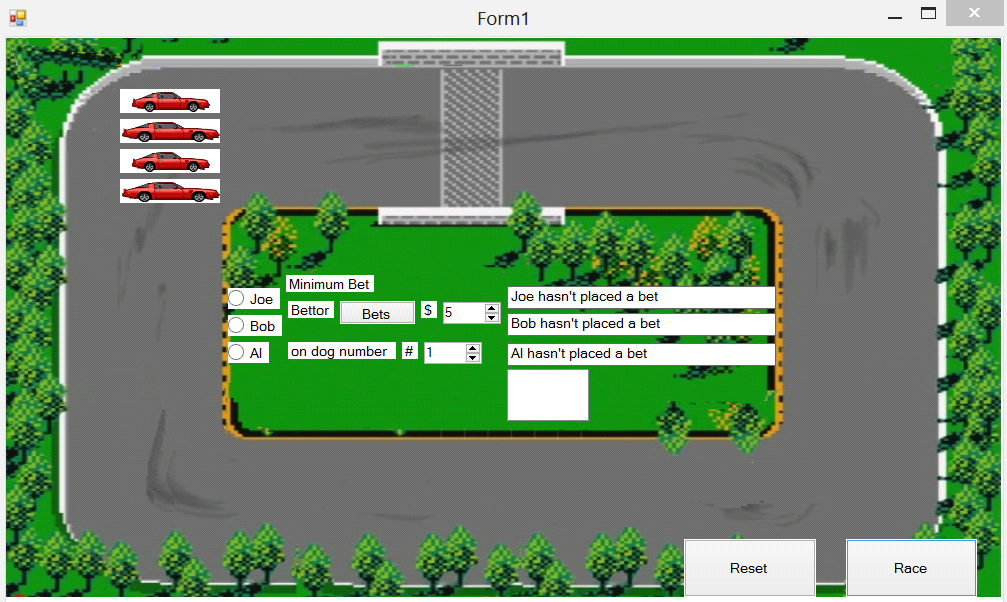 Form1
Minimum Bet
Joe
Bettor Bets $ 5
Joe hasn't placed a bet
Bob
Bob hasn't placed a bet
Al
on dog number # 1
Al hasn't placed a bet
Reset
Race